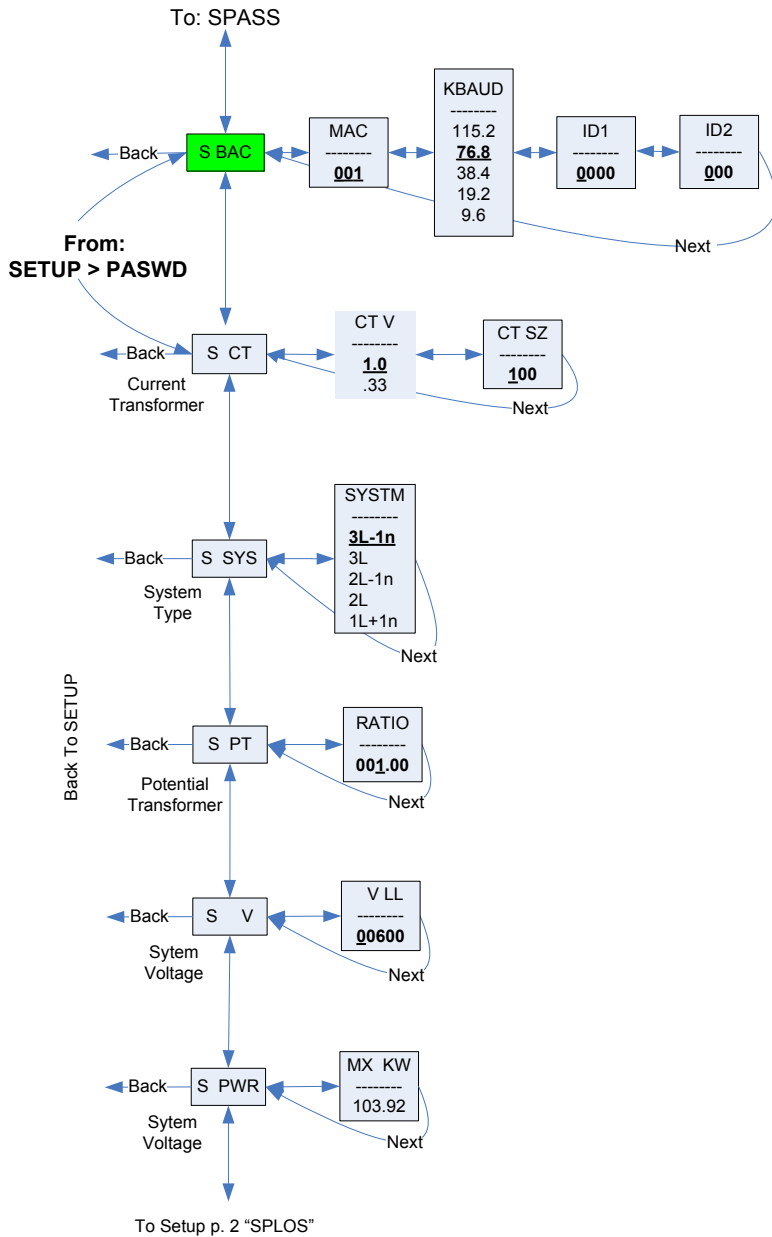 To: SPASS
Back
S BAC
MAC
--------
001
KBAUD
--------
115.2
76.8
38.4
19.2
9.6
ID1
--------
0000
ID2
--------
000
Next
From:
SETUP > PASWD
Back
S CT
Current
Transformer
CT V
--------
1.0
.33
CT SZ
--------
100
Next
Back
S SYS
System
Type
SYSTM
--------
3L-1n
3L
2L-1n
2L
1L+1n
Next
Back To SETUP
Back
S PT
Potential
Transformer
RATIO
--------
001.00
Next
Back
S V
Sytem
Voltage
V LL
--------
00600
Next
Back
S PWR
Sytem
Voltage
MX KW
--------
103.92
Next
To Setup p. 2 “SPLOS”